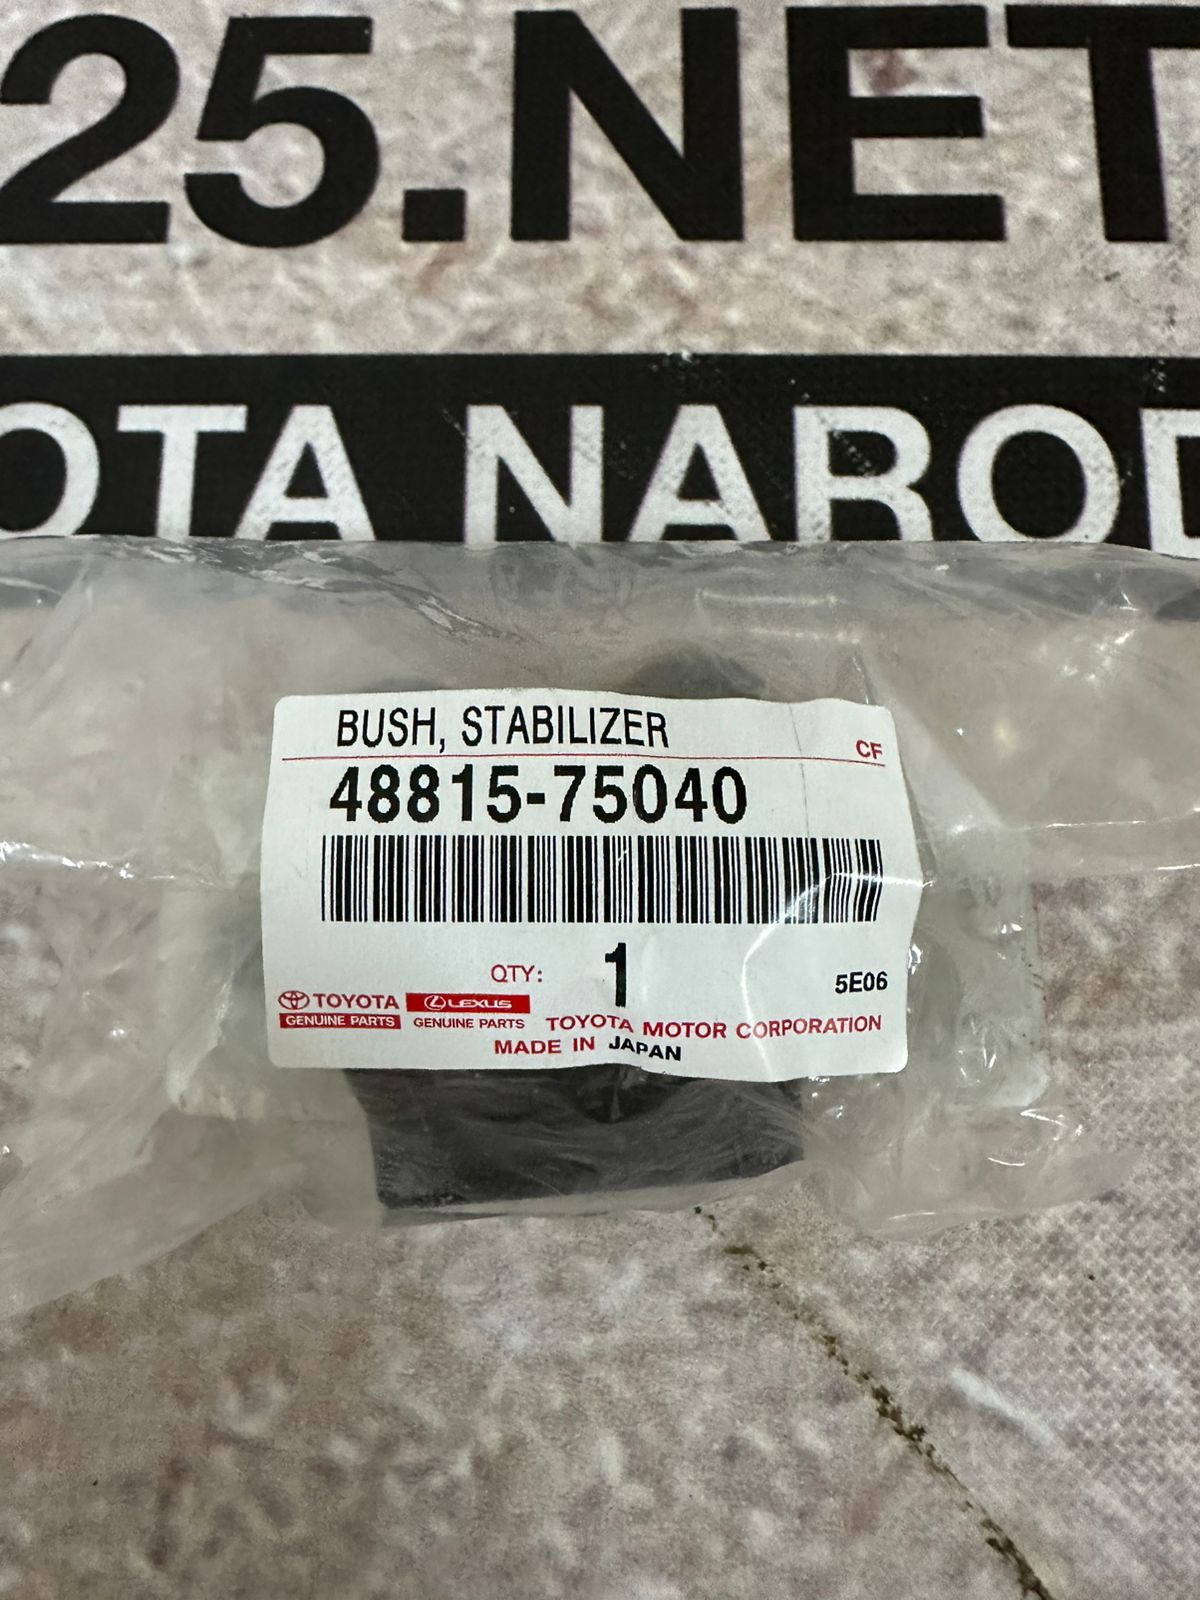 25.NET
OTA NAROD
BUSH, STABILIZER
CF
48815-75040
QTY: 1
5E06
TOYOTA
GENUINE PARTS
LEXUS
GENUINE PARTS
TOYOTA MOTOR CORPORATION
MADE IN JAPAN